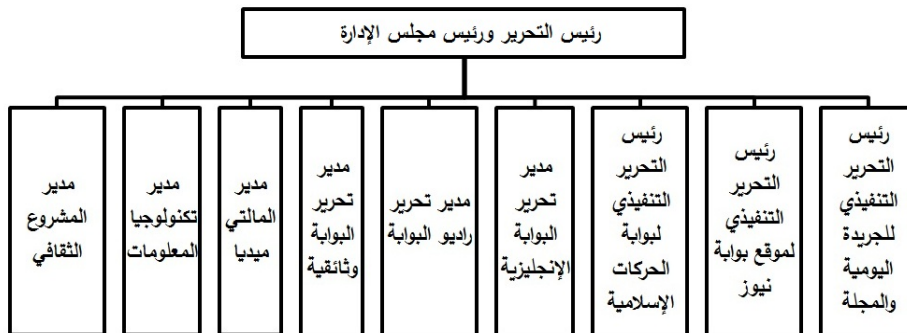 رئيس التحرير ورئيس مجلس الإدارة
رئيس
التحرير
التنفيذي
للجريدة
اليومية
والمجلة
رئيس
التحرير
التنفيذي
لموقع بوابة
نيوز
رئيس
التحرير
التنفيذي
لبوابة
الحركات
الإسلامية
مدير
تحرير
البوابة
الإنجليزية
مدير تحرير
راديو البوابة
مدير
تحرير
البوابة
وثائقية
مدير
المالتي
ميديا
مدير
تكنولوجيا
المعلومات
مدير
المشروع
الثقافي